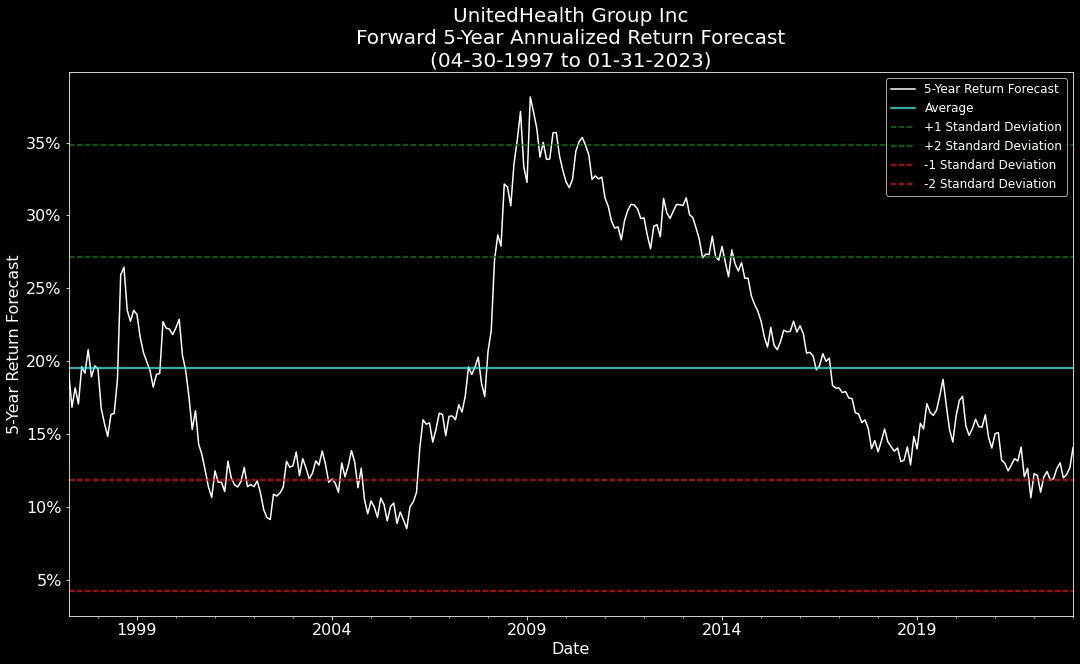 UnitedHealth Group Inc
Forward 5-Year Annualized Return Forecast
(04-30-1997 to 01-31-2023)
5-Year Return Forecast
Average
+1 Standard Deviation
+2 Standard Deviation
-1 Standard Deviation
-2 Standard Deviation
5-Year Return Forecast
35%
30%
25%
20%
15%
10%
5%
1999
2004
2009
2014
2019
Date